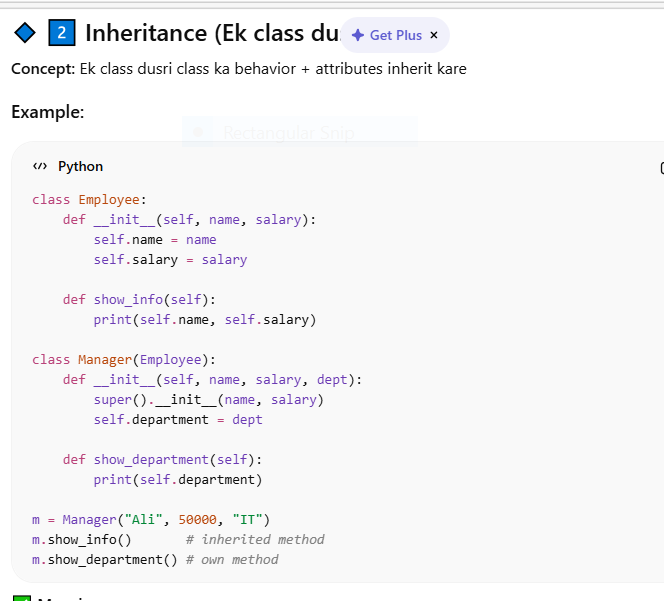 2 Inheritance (Ek class du
Get Plus ×
Concept: Ek class dusri class ka behavior + attributes inherit kare
Example:
Rectangular Snip
</> Python
class Employee:
    def __init__(self, name, salary):
        self.name = name
        self.salary = salary

    def show_info(self):
        print(self.name, self.salary)

class Manager(Employee):
    def __init__(self, name, salary, dept):
        super().__init__(name, salary)
        self.department = dept

    def show_department(self):
        print(self.department)

m = Manager("Ali", 50000, "IT")
m.show_info()       # inherited method
m.show_department() # own method